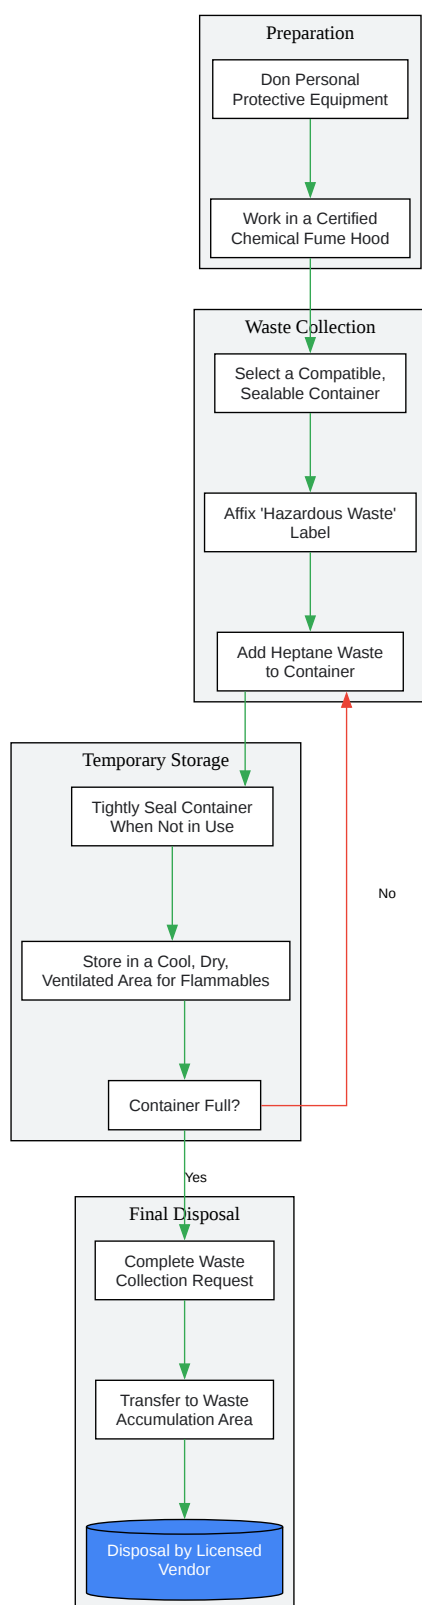 Preparation
Don Personal
Protective Equipment
Work in a Certified
Chemical Fume Hood
Waste Collection
Select a Compatible,
Sealable Container
Affix 'Hazardous Waste'
Label
Add Heptane Waste
to Container
Temporary Storage
Tightly Seal Container
When Not in Use
No
Store in a Cool, Dry,
Ventilated Area for Flammables
Container Full?
Yes
Final Disposal
Complete Waste
Collection Request
Transfer to Waste
Accumulation Area
Disposal by Licensed
Vendor